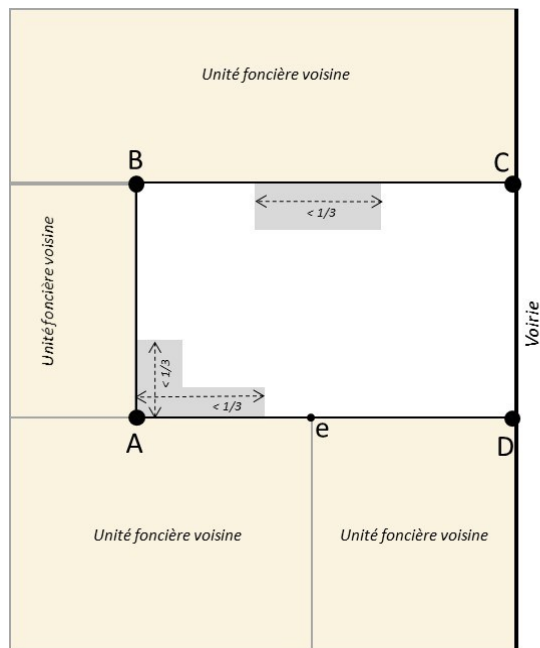 Unité foncière voisine
B
C
< 1/3
Unité foncière voisine
Voirie
< 1/3
< 1/3
A
e
D
Unité foncière voisine
Unité foncière voisine